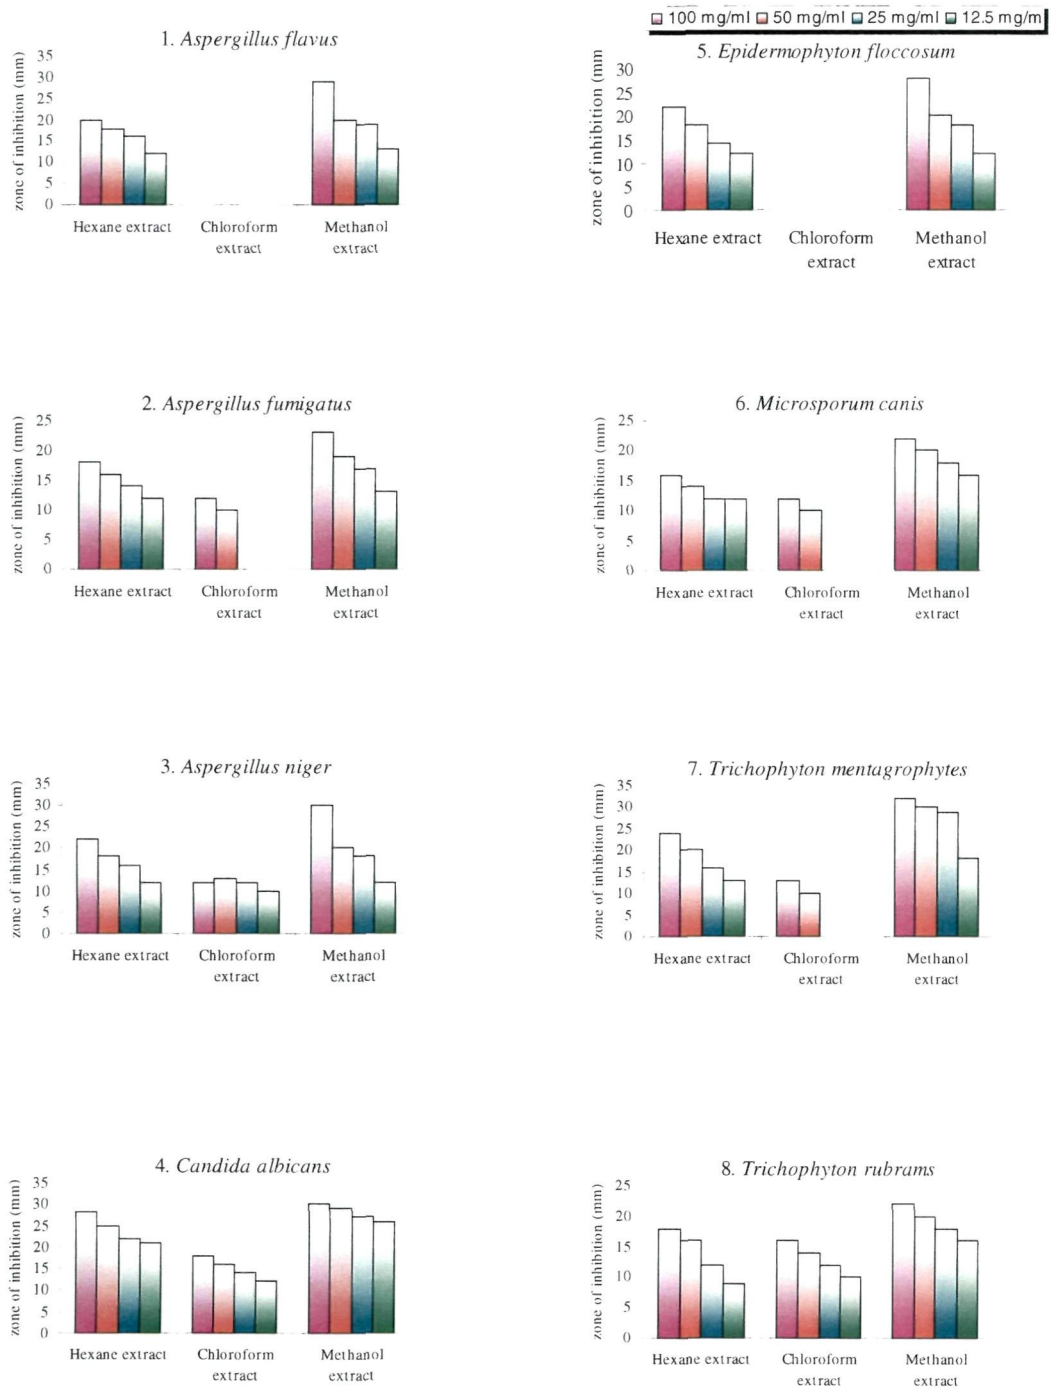 100 mg/ml 50 mg/ml 25 mg/ml 12.5 mg/m
1. Aspergillus flavus
zone of inhibition (mm)
35
30
25
20
15
10
5
0
Hexane extract
Chloroform
extract
Methanol
extract
5. Epidermophyton floccosum
zone of inhibition (mm
30
25
20
15
10
5
0
Hexane extract
Chloroform
extract
Methanol
extract
2. Aspergillus fumigatus
zone of inhibition (mm)
25
20
15
10
5
0
Hexane extract
Chloroform
extract
Methanol
extract
6. Microsporum canis
zone of inhibition (mm)
25
20
15
10
5
0
Hexane extract
Chloroform
extract
Methanol
extract
3. Aspergillus niger
zone of inhibition (mm)
35
30
25
20
15
10
5
0
Hexane extract
Chloroform
extract
Methanol
extract
7. Trichophyton mentagrophytes
zone of inhibition (mm)
35
30
25
20
15
10
5
0
Hexane extract
Chloroform
extract
Methanol
extract
4. Candida albicans
zone of inhibition (mm)
35
30
25
20
15
10
5
0
Hexane extract
Chloroform
extract
Methanol
extract
8. Trichophyton rubrams
zone of inhibition (mm)
25
20
15
10
5
0
Hexane extract
Chloroform
extract
Methanol
extract